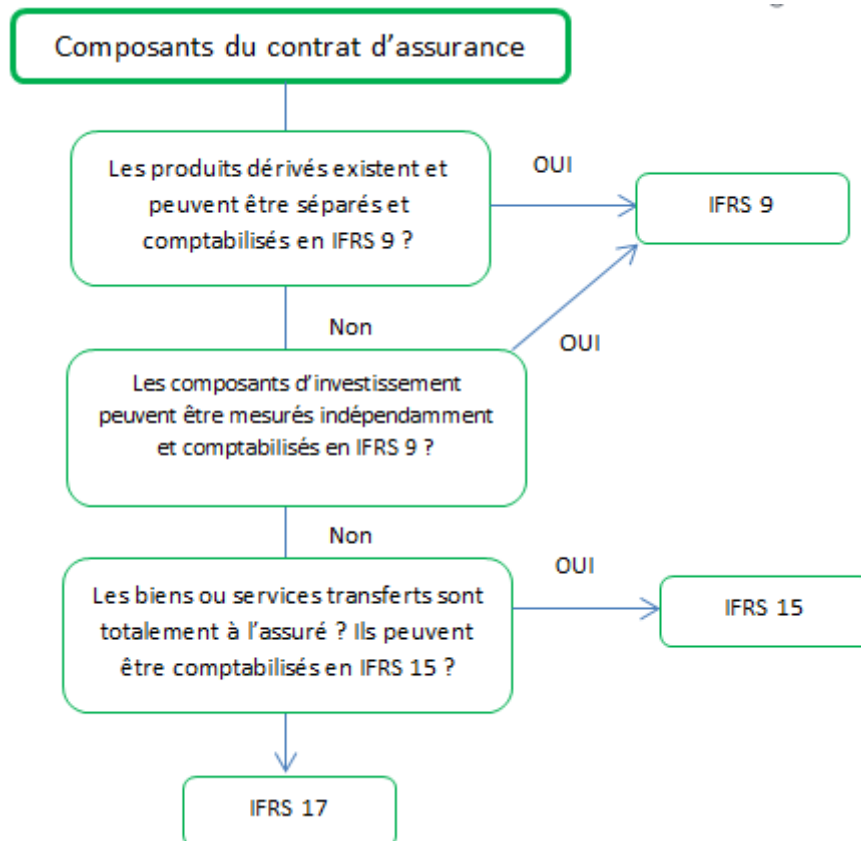 Composants du contrat d'assurance
Les produits dérivés existent et
peuvent être séparés et
comptabilisés en IFRS 9 ?
OUI
IFRS 9
Non
OUI
Les composants d'investissement
peuvent être mesurés indépendamment
et comptabilisés en IFRS 9 ?
Non
OUI
Les biens ou services transferts sont
totalement à l'assuré ? Ils peuvent
être comptabilisés en IFRS 15 ?
IFRS 15
IFRS 17